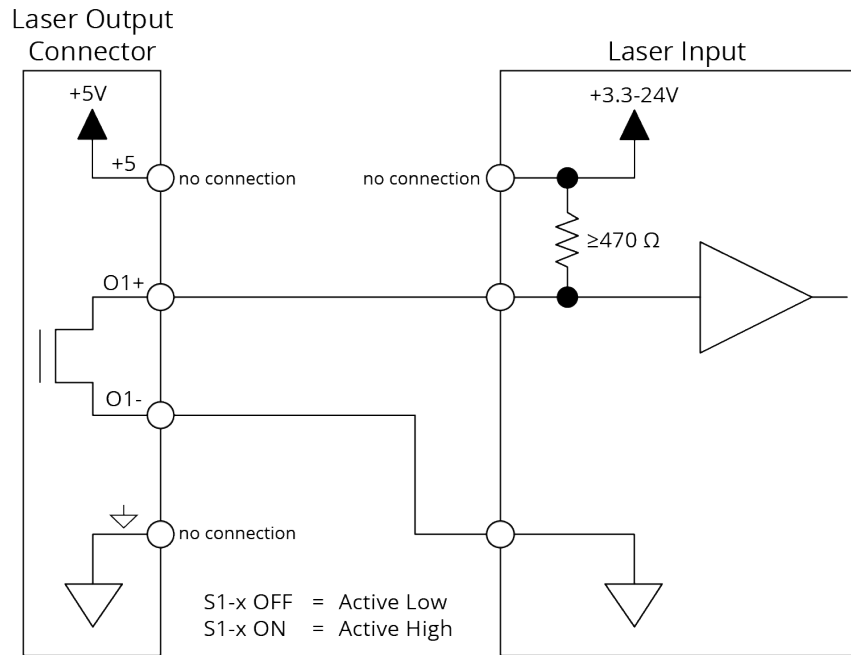 Laser Output
Connector
Laser Input
+5V
+3.3-24V
+5
no connection
no connection
≥470 Ω
O1+
O1-
no connection
S1-x OFF = Active Low
S1-x ON = Active High